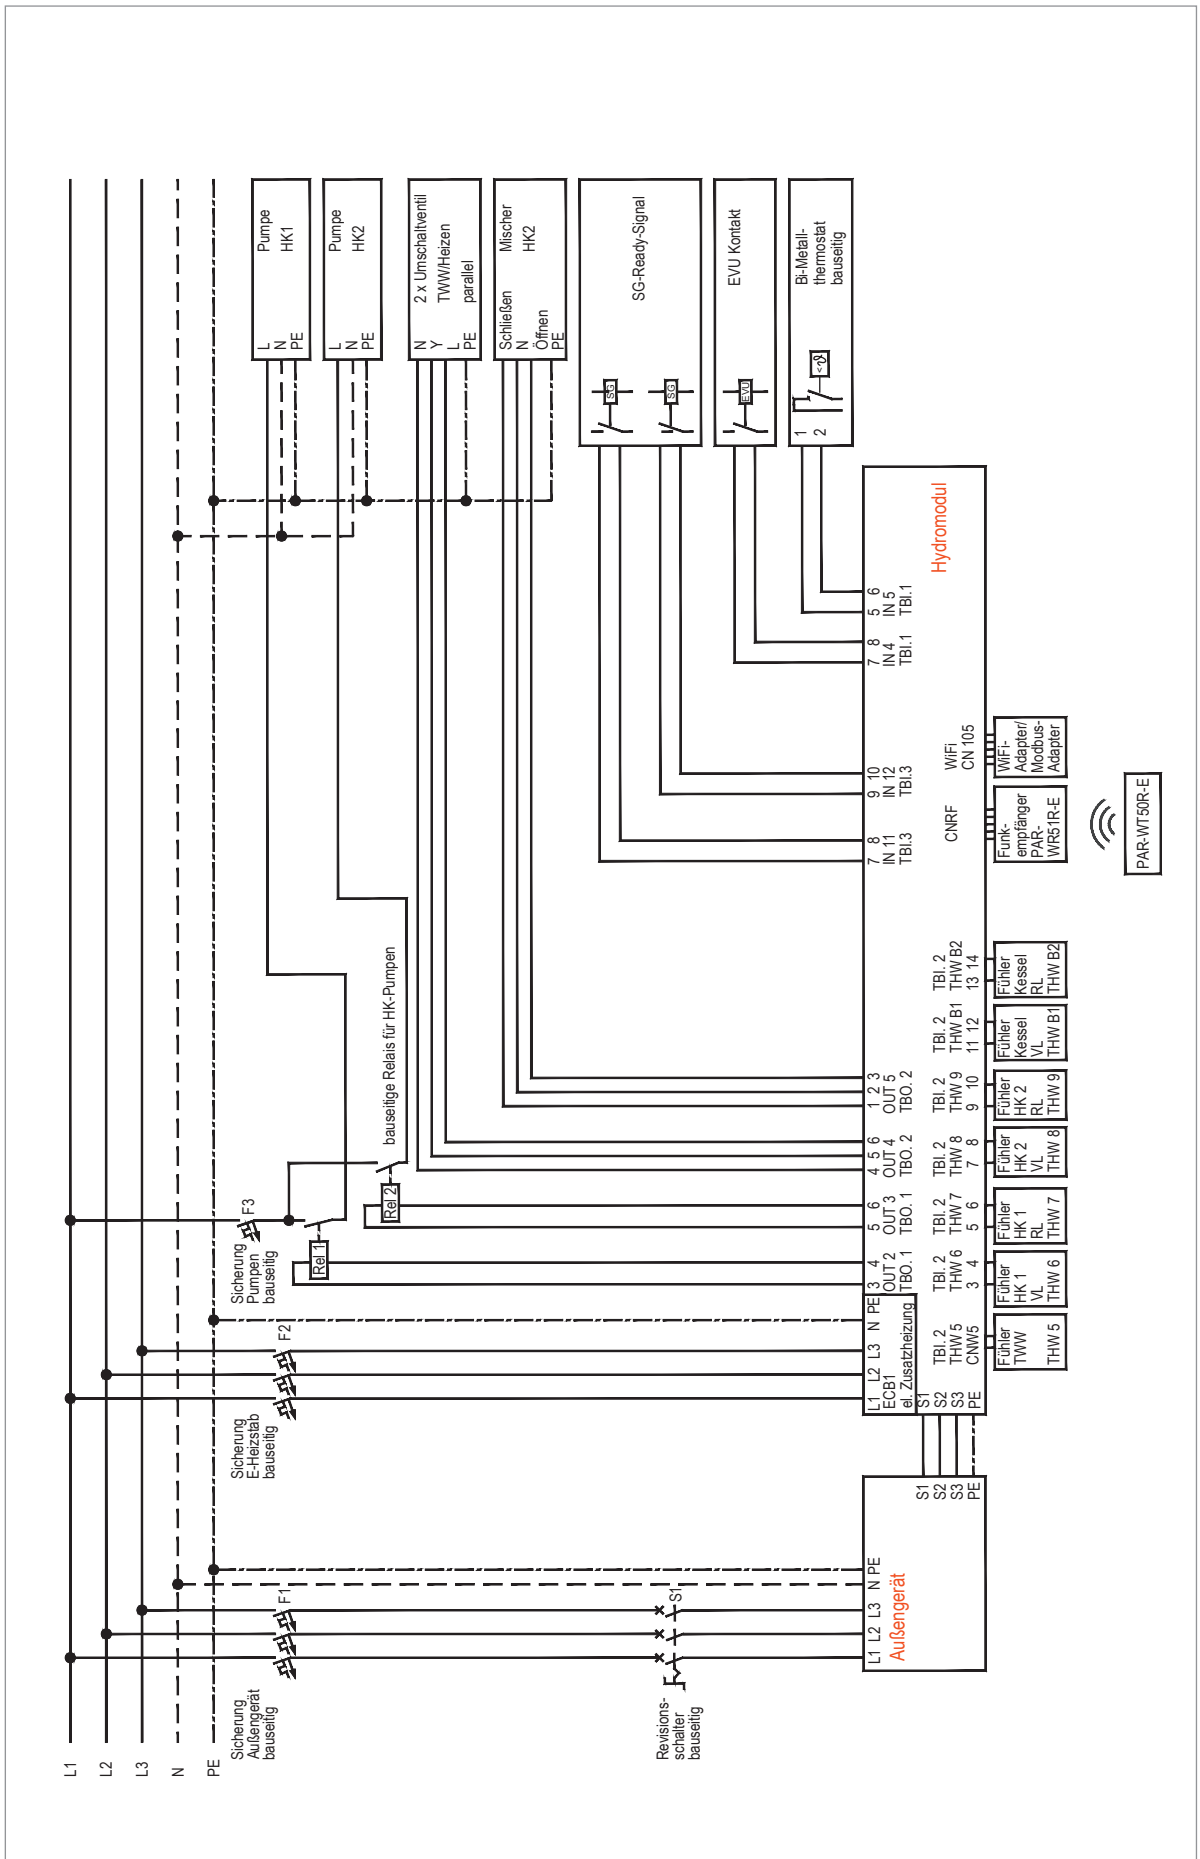 L1
L2
L3
N
PE
Sicherung
Außengerät
bauseitig
F1
Sicherung
E-Heizstab
bauseitig
F2
Sicherung
Pumpen
bauseitig
F3
Pumpe
HK1
L
N
PE
Pumpe
HK2
L
N
PE
2 x Umschaltventil
TWW/Heizen
parallel
N
Y
L
PE
Mischer
HK2
Schließen
N
Öffnen
PE
SG-Ready-Signal
SG
SG
EVU Kontakt
EVU
Bi-Metall-
thermostat
bauseitig
1
2
<ϑ
Rel 1
Rel 2
bauseitige Relais für HK-Pumpen
Revisions-
schalter
bauseitig
S1
L1 L2 L3 N PE
Außengerät
S1
S2
S3
PE
L1 L2 L3 N PE
ECB1
el. Zusatzheizung
S1
S2
S3
PE
3 4
OUT 2
TBO. 1
5 6
OUT 3
TBO. 1
4 5 6
OUT 4
TBO. 2
1 2 3
OUT 5
TBO. 2
7 8
IN 11
TBI.3
9 10
IN 12
TBI.3
7 8
IN 4
TBI.1
5 6
IN 5
TBI.1
Hydromodul
TBI. 2
THW 5
CNW5
TBI. 2
THW 6
3 4
TBI. 2
THW 7
5 6
TBI. 2
THW 8
7 8
TBI. 2
THW 9
9 10
TBI. 2
THW B1
11 12
TBI. 2
THW B2
13 14
CNRF
WiFi
CN 105
Fühler
TWW
THW 5
Fühler
HK 1
VL
THW 6
Fühler
HK 1
RL
THW 7
Fühler
HK 2
VL
THW 8
Fühler
HK 2
RL
THW 9
Fühler
Kessel
VL
THW B1
Fühler
Kessel
RL
THW B2
Funk-
empfänger
PAR-
WR51R-E
WiFi-
Adapter/
Modbus-
Adapter
PAR-WT50R-E